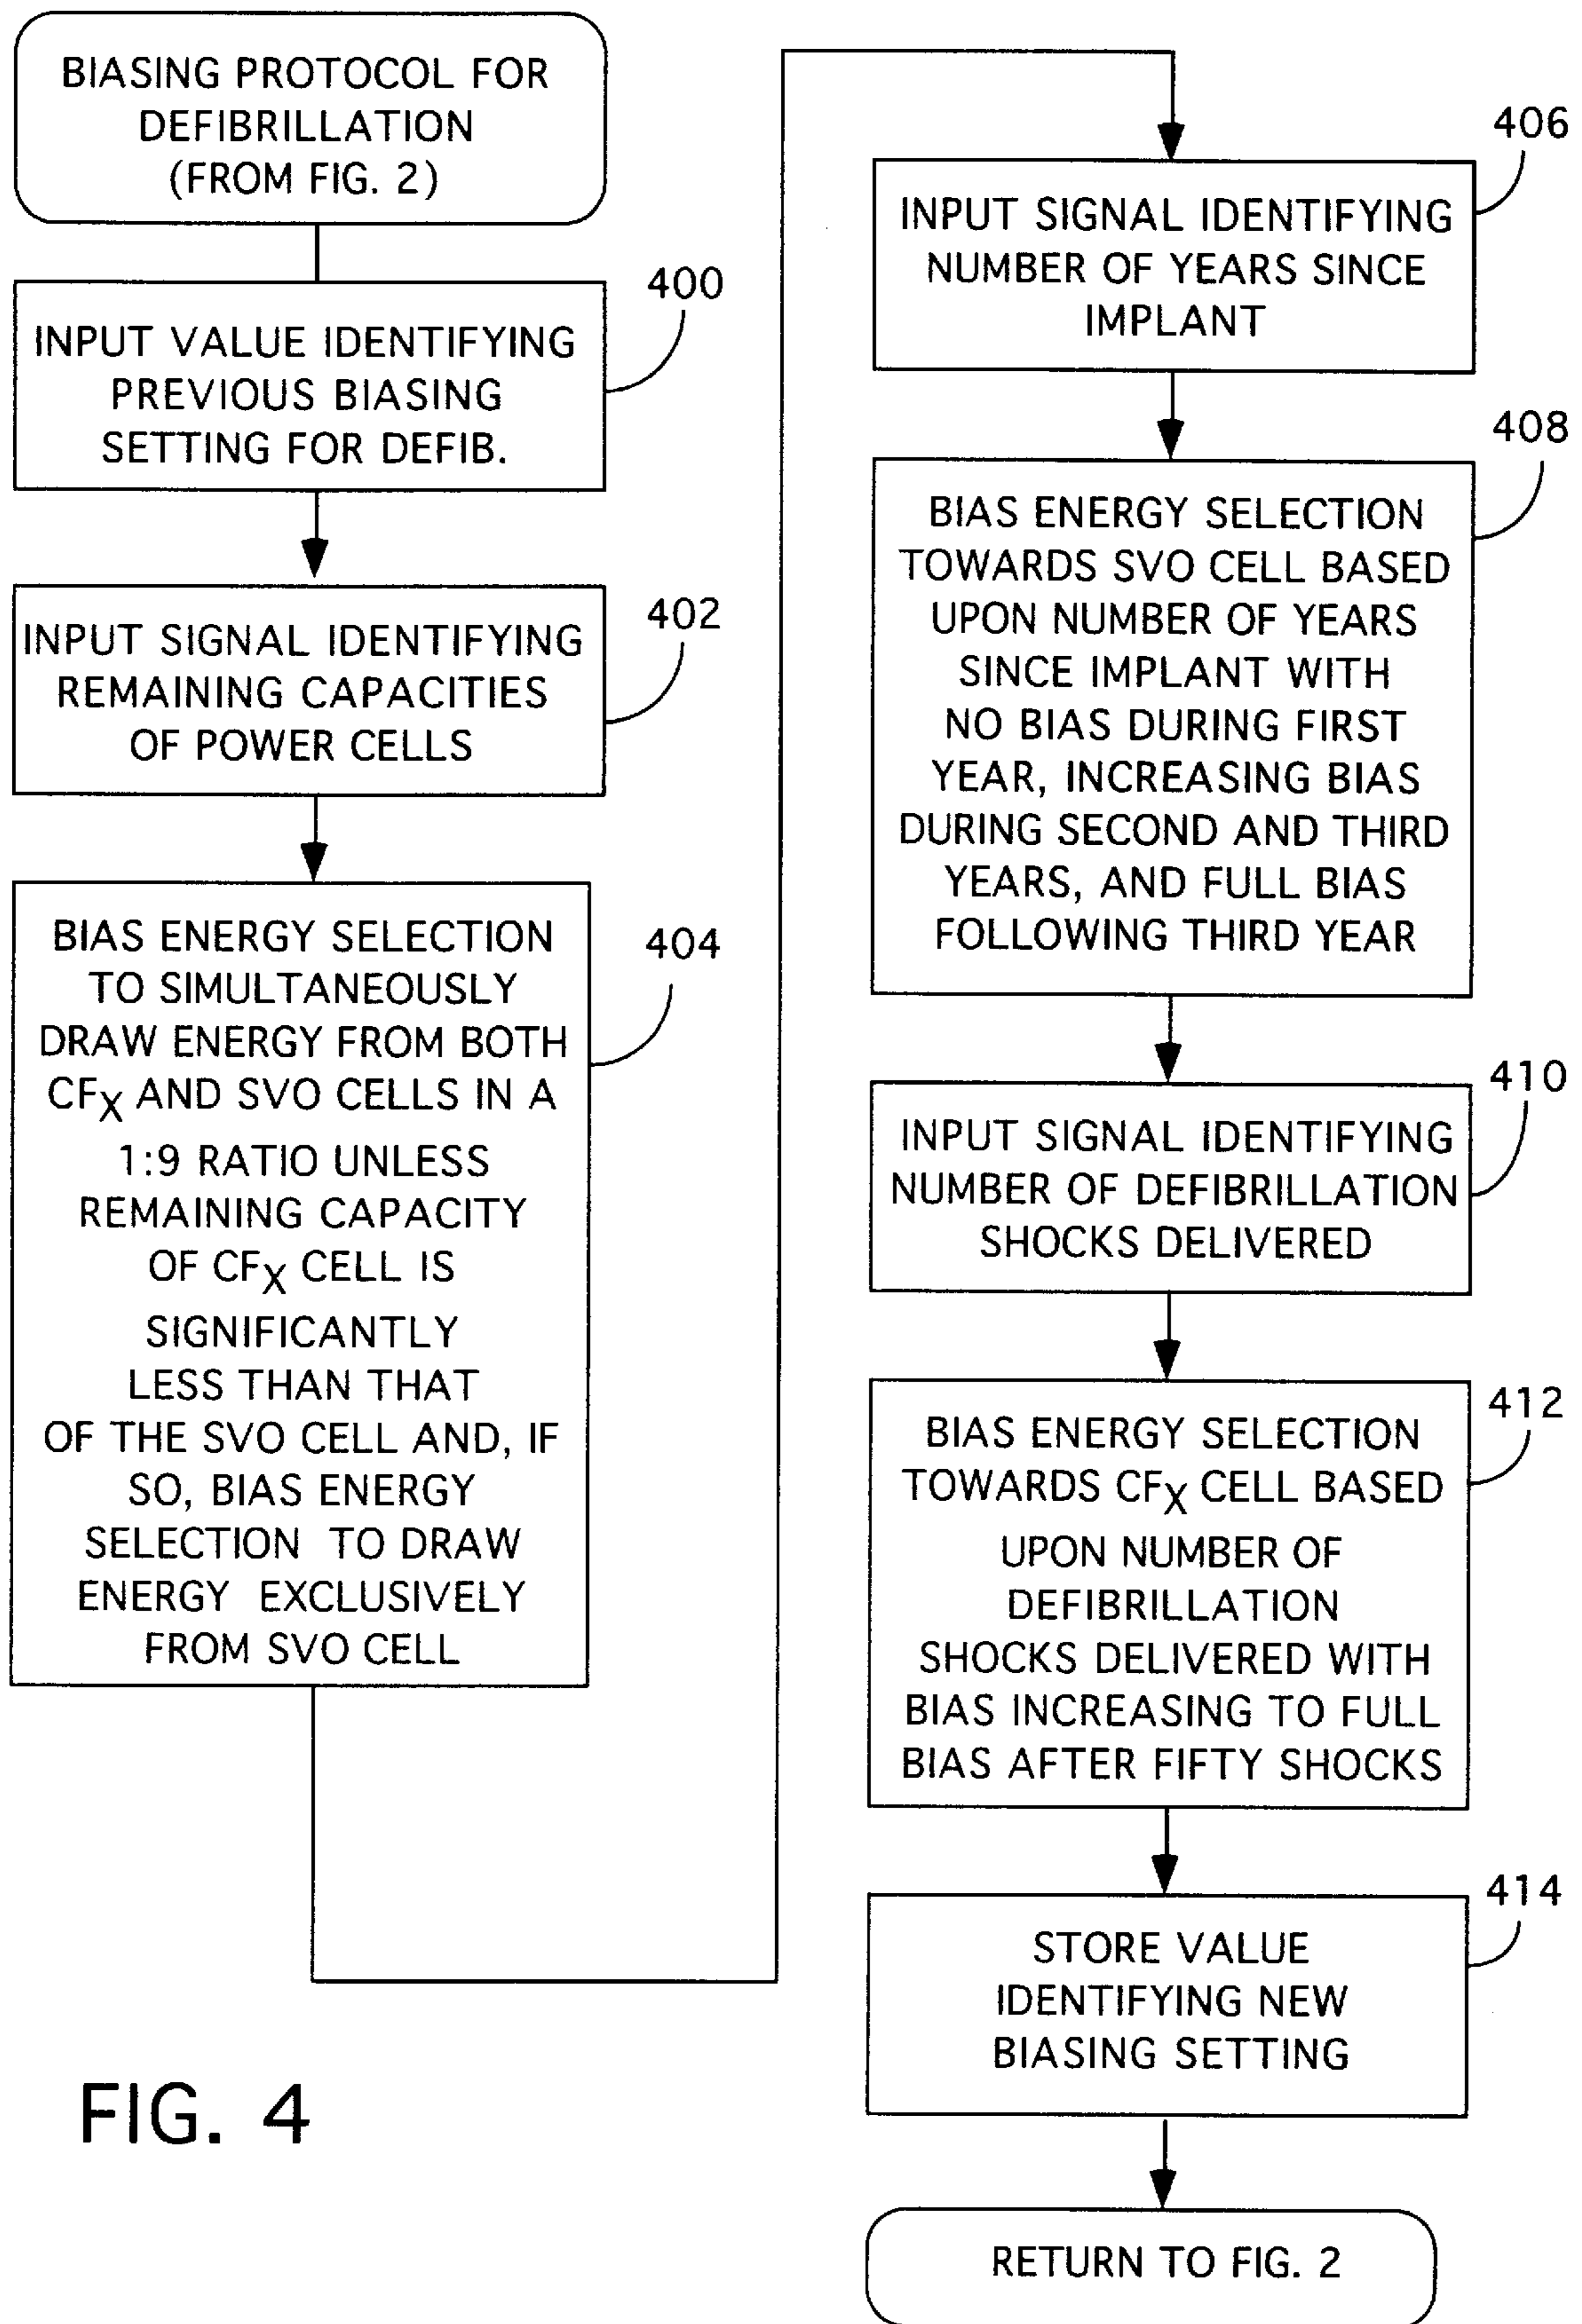 BIASING PROTOCOL FOR
DEFIBRILLATION
(FROM FIG. 2)
400
INPUT VALUE IDENTIFYING
PREVIOUS BIASING
SETTING FOR DEFIB.
402
INPUT SIGNAL IDENTIFYING
REMAINING CAPACITIES
OF POWER CELLS
404
BIAS ENERGY SELECTION
TO SIMULTANEOUSLY
DRAW ENERGY FROM BOTH
CFX AND SVO CELLS IN A
1:9 RATIO UNLESS
REMAINING CAPACITY
OF CFX CELL IS
SIGNIFICANTLY
LESS THAN THAT
OF THE SVO CELL AND, IF
SO, BIAS ENERGY
SELECTION TO DRAW
ENERGY EXCLUSIVELY
FROM SVO CELL
406
INPUT SIGNAL IDENTIFYING
NUMBER OF YEARS SINCE
IMPLANT
408
BIAS ENERGY SELECTION
TOWARDS SVO CELL BASED
UPON NUMBER OF YEARS
SINCE IMPLANT WITH
NO BIAS DURING FIRST
YEAR, INCREASING BIAS
DURING SECOND AND THIRD
YEARS, AND FULL BIAS
FOLLOWING THIRD YEAR
410
INPUT SIGNAL IDENTIFYING
NUMBER OF DEFIBRILLATION
SHOCKS DELIVERED
412
BIAS ENERGY SELECTION
TOWARDS CFX CELL BASED
UPON NUMBER OF
DEFIBRILLATION
SHOCKS DELIVERED WITH
BIAS INCREASING TO FULL
BIAS AFTER FIFTY SHOCKS
414
STORE VALUE
IDENTIFYING NEW
BIASING SETTING
RETURN TO FIG. 2
FIG. 4